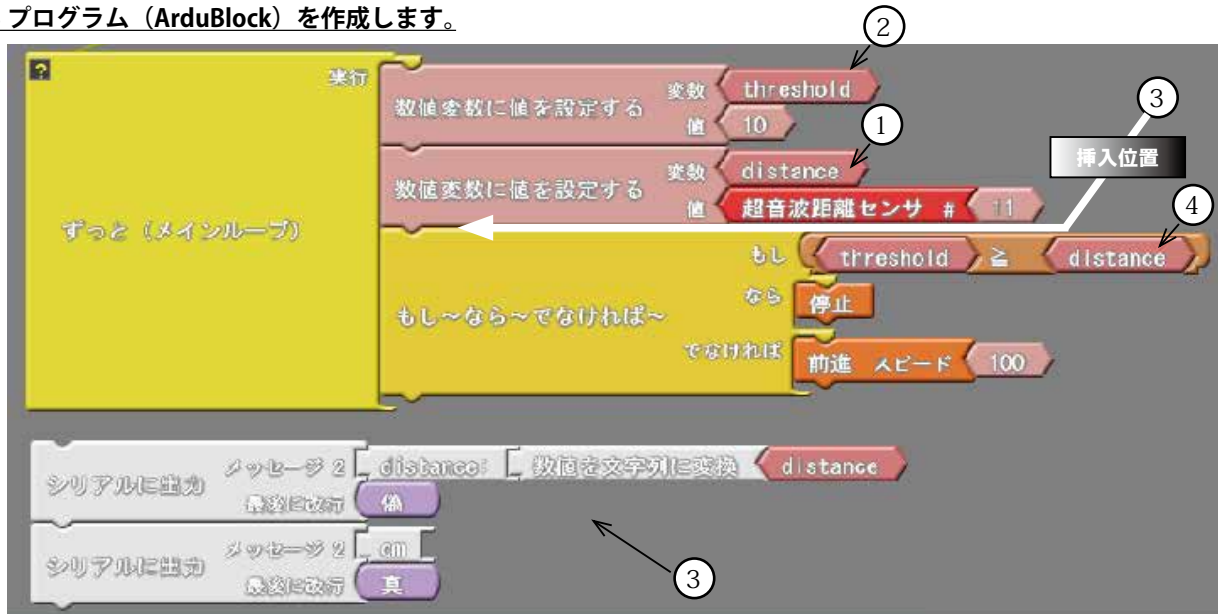 プログラム（ArduBlock）を作成します。
②
? 実行
数値変数に値を設定する 変数 threshold
値 10
③
①
挿入位置
数値変数に値を設定する 変数 distance
値 超音波距離センサ # 11
④
ずっと（メインループ）
もし threshold ≧ distance
もし～なら～でなければ～
なら 停止
でなければ 前進 スピード 100
シリアルに出力 メッセージ 2 distance: 数値を文字列に変換 distance
最後に改行 偽
シリアルに出力 メッセージ 2 cm
最後に改行 真
③